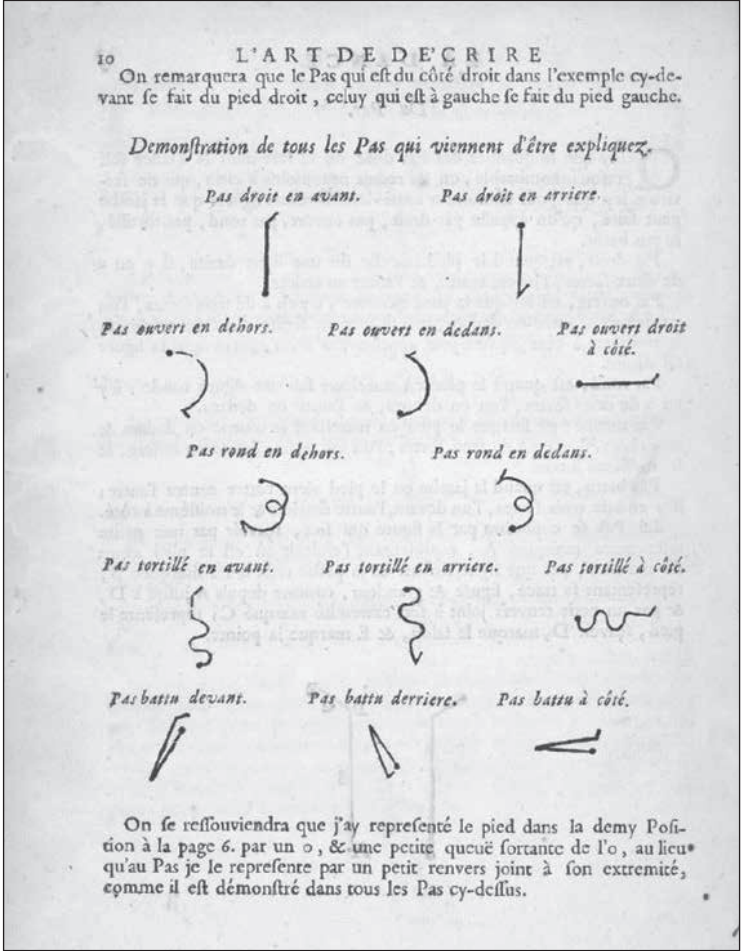 10 L'ART DE DE'CRIRE
On remarquera que le Pas qui eſt du côté droit dans l'exemple cy-de-
vant ſe fait du pied droit, celuy qui eſt à gauche ſe fait du pied gauche.
Demonſtration de tous les Pas qui viennent d'être expliquez.
Pas droit en avant. Pas droit en arriere.
Pas ouvert en dehors. Pas ouvert en dedans. Pas ouvert droit
à côté.
Pas rond en dehors. Pas rond en dedans.
Pas tortillé en avant. Pas tortillé en arriere. Pas tortillé à côté.
Pas battu devant. Pas battu derriere. Pas battu à côté.
On ſe reſſouviendra que j'ay repreſenté le pied dans la demy Poſi-
tion à la page 6. par un o, & une petite queuë ſortante de l'o, au lieu
qu'au Pas je le repreſente par un petit renvers joint à ſon extremité,
comme il eſt démonſtré dans tous les Pas cy-deſſus.